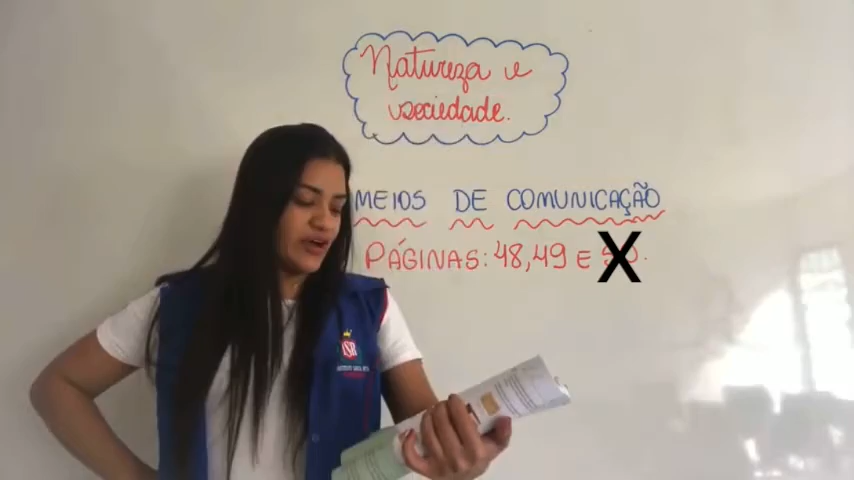 Natureza e
sociedade.
MEIOS DE COMUNICAÇÃO
PÁGINAS: 48, 49 E